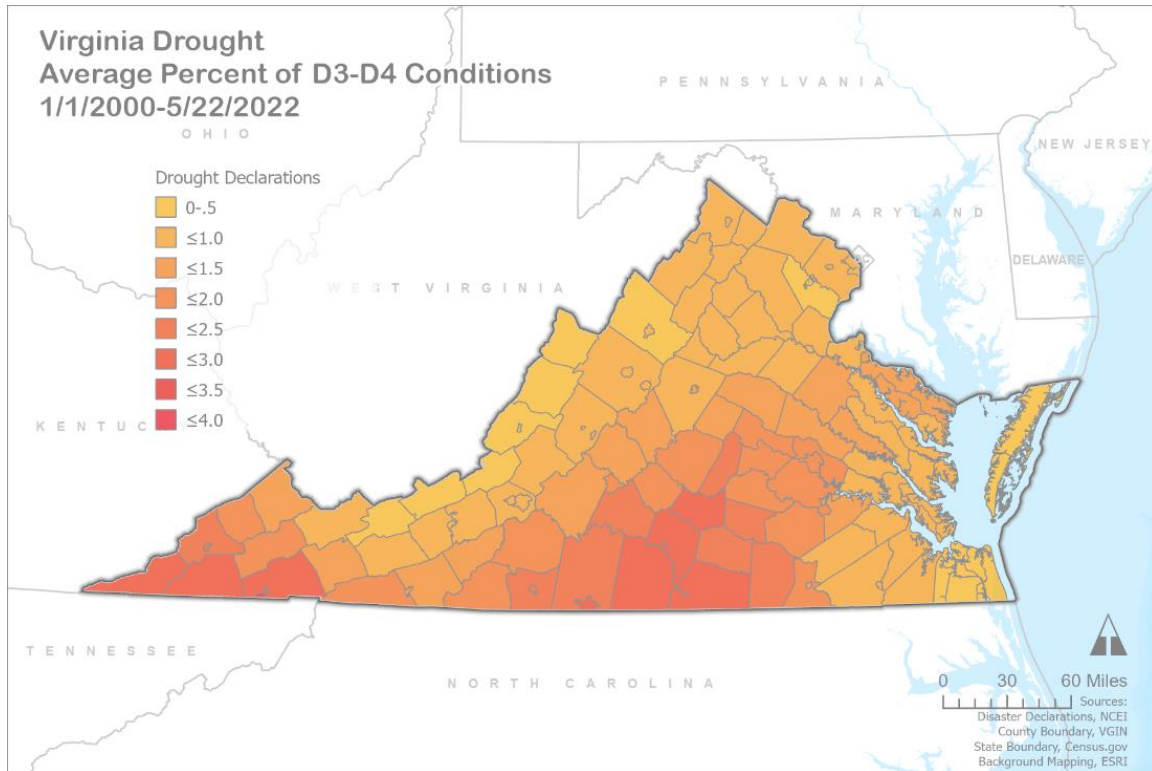 Virginia Drought
Average Percent of D3-D4 Conditions
1/1/2000-5/22/2022
PENNSYLVANIA
OHIO
NEW JERSEY
Drought Declarations
0-.5
≤1.0
≤1.5
≤2.0
≤2.5
≤3.0
≤3.5
≤4.0
MARYLAND
DC
DELAWARE
WEST VIRGINIA
KENTUCKY
TENNESSEE
NORTH CAROLINA
0 30 60 Miles
Sources:
Disaster Declarations, NCEI
County Boundary, VGIN
State Boundary, Census.gov
Background Mapping, ESRI